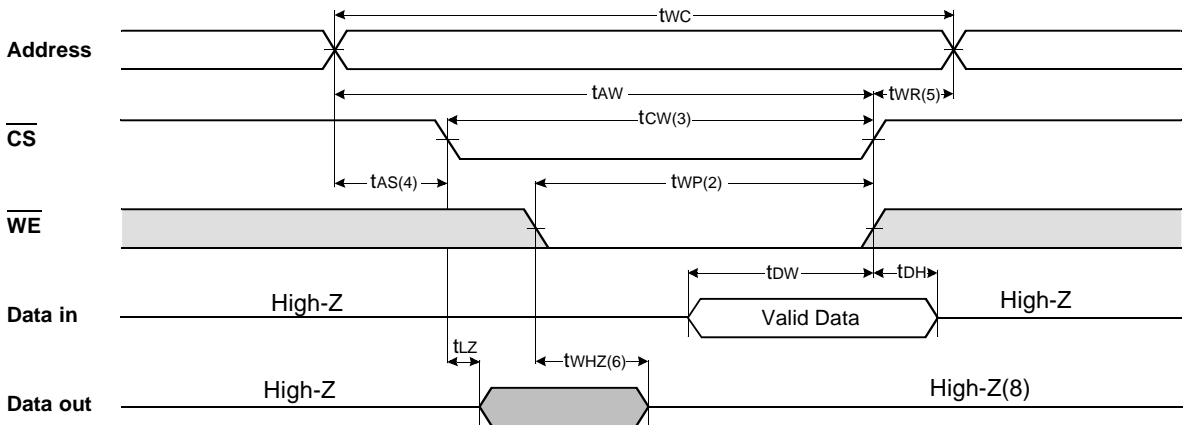 tWC
Address
tAW
tWR(5)
tCW(3)
CS
tAS(4)
tWP(2)
WE
tDW
tDH
High-Z
High-Z
Data in
Valid Data
tLZ
tWHZ(6)
High-Z
High-Z(8)
Data out